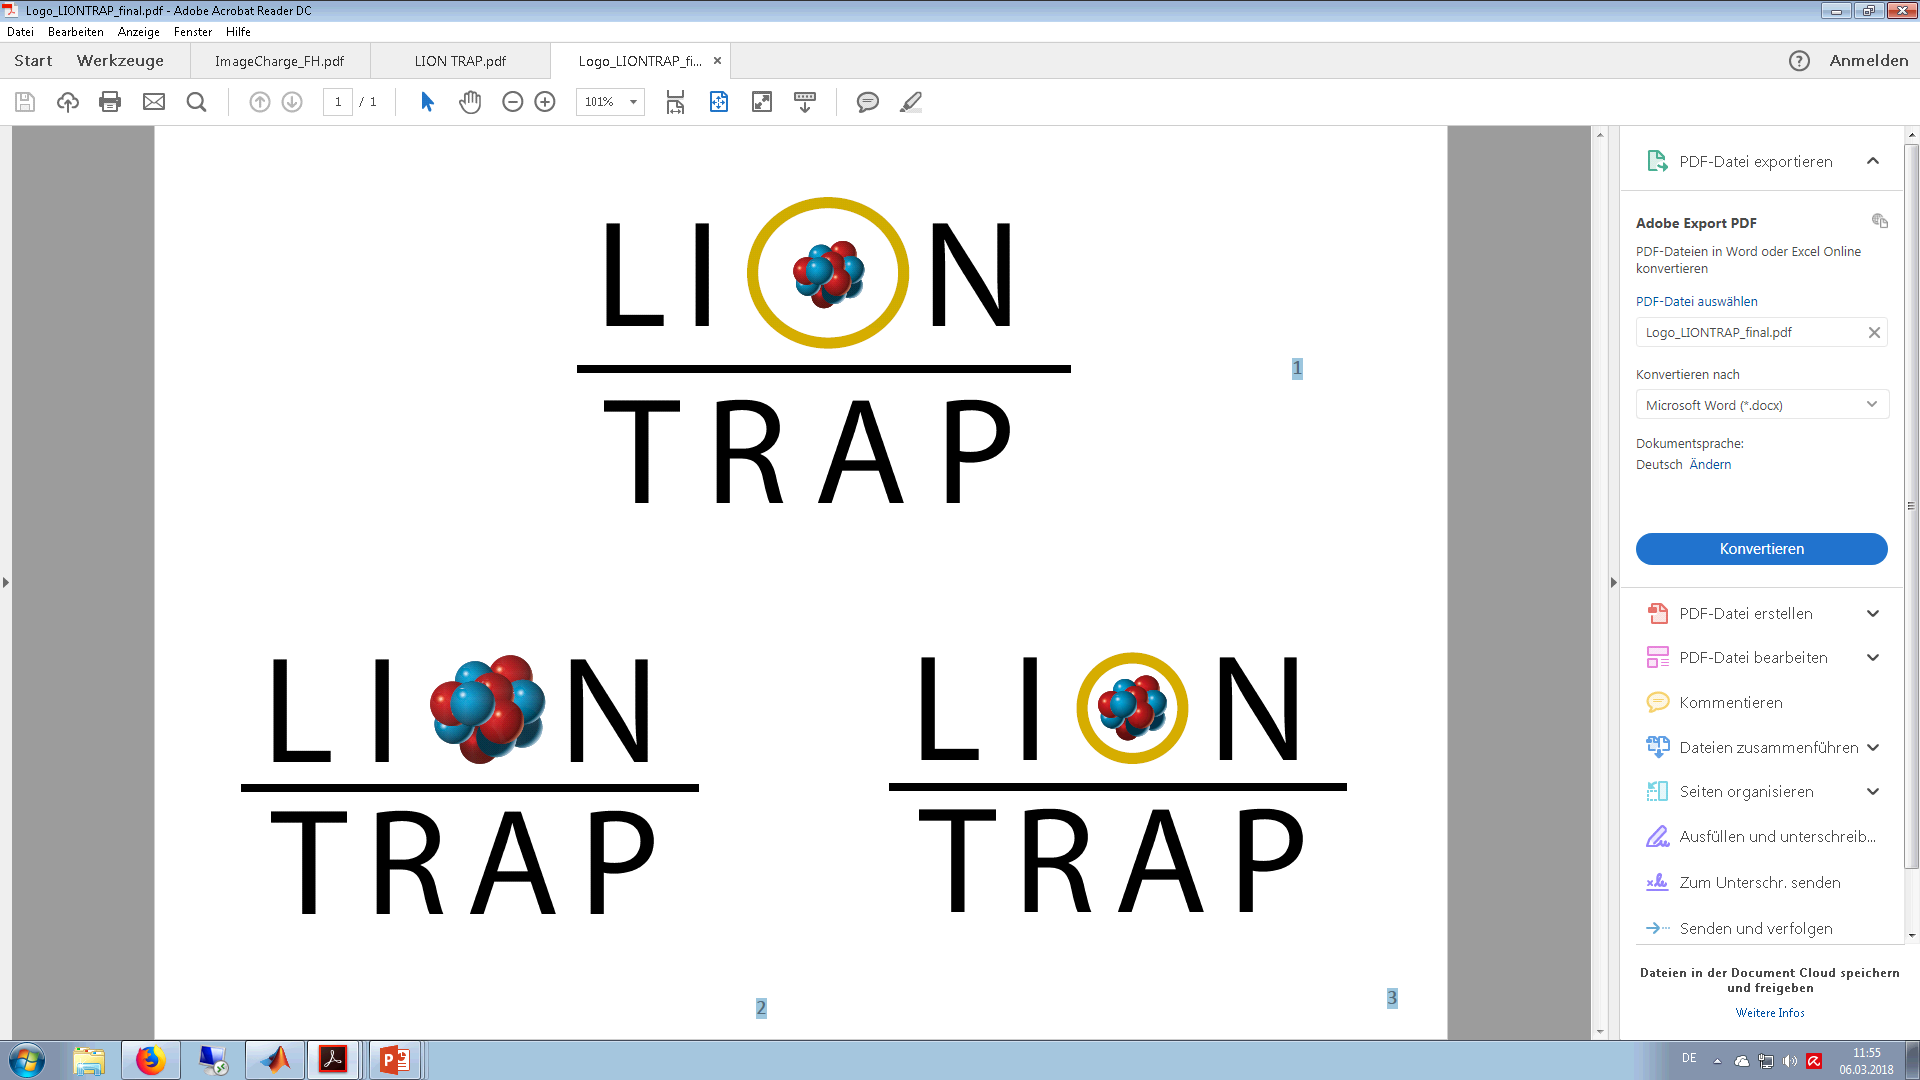 Logo_LIONTRAP_final.pdf - Adobe Acrobat Reader DC
Datei Bearbeiten Anzeige Fenster Hilfe
Start Werkzeuge ImageCharge_FH.pdf LION TRAP.pdf Logo_LIONTRAP_fi... × ? Anmelden
1 / 1 101%
LI N
TRAP
1
LI N
TRAP
2
LI N
TRAP
3
PDF-Datei exportieren
Adobe Export PDF
PDF-Dateien in Word oder Excel Online
konvertieren
PDF-Datei auswählen
Logo_LIONTRAP_final.pdf
Konvertieren nach
Microsoft Word (*.docx)
Dokumentsprache:
Deutsch Ändern
Konvertieren
PDF-Datei erstellen
PDF-Datei bearbeiten
Kommentieren
Dateien zusammenführen
Seiten organisieren
Ausfüllen und unterschreib...
Zum Unterschr. senden
Senden und verfolgen
Dateien in der Document Cloud speichern
und freigeben
Weitere Infos
DE
11:55
06.03.2018